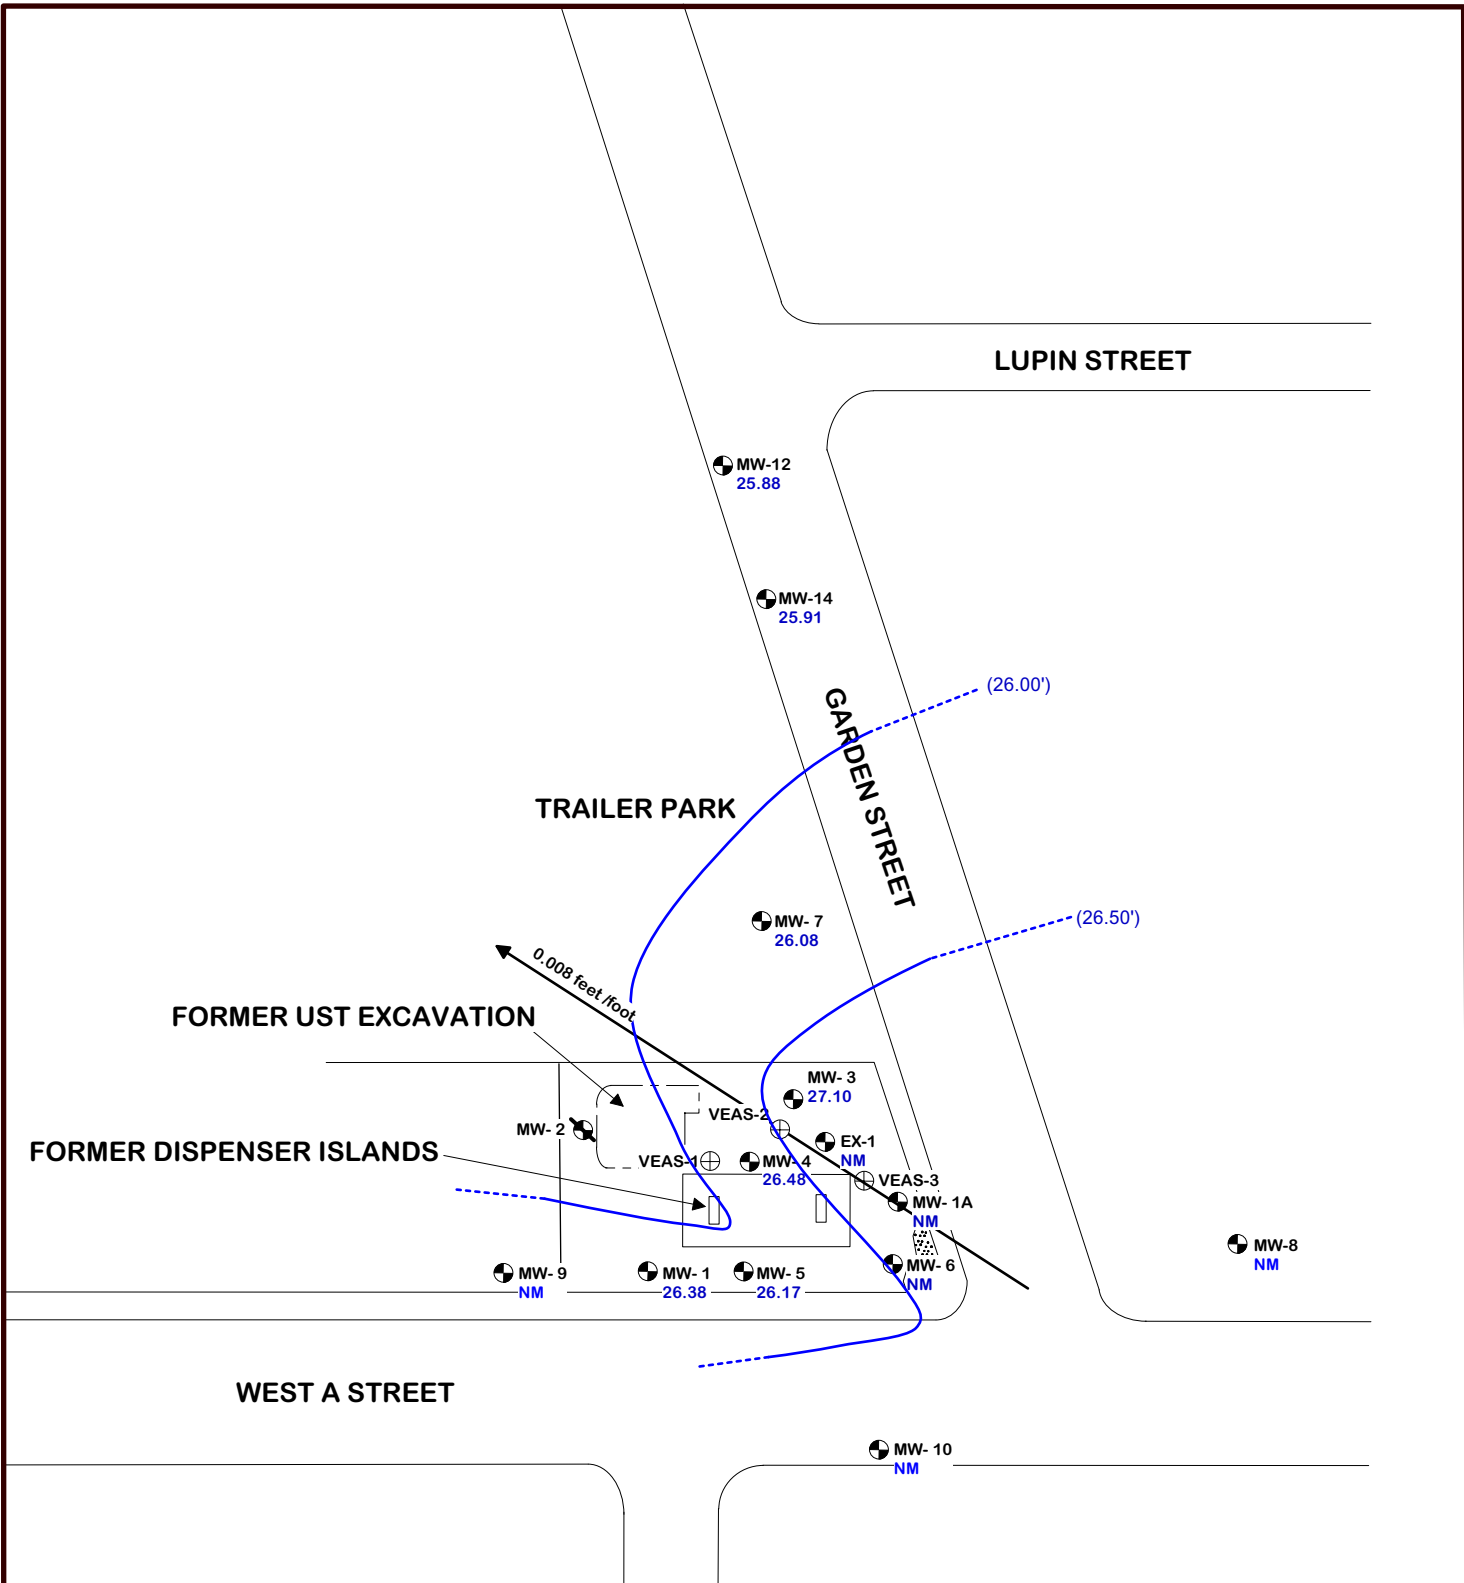 LUPIN STREET
MW-12
25.88
MW-14
25.91
(26.00')
GARDEN STREET
TRAILER PARK
MW- 7
26.08
(26.50')
0.008 feet /foot
FORMER UST EXCAVATION
MW- 3
27.10
VEAS-2
MW- 2
EX-1
NM
FORMER DISPENSER ISLANDS
VEAS-1
MW- 4
26.48
VEAS-3
MW- 1A
NM
MW-8
NM
MW- 6
NM
MW- 9
NM
MW- 1
26.38
MW- 5
26.17
WEST A STREET
MW- 10
NM